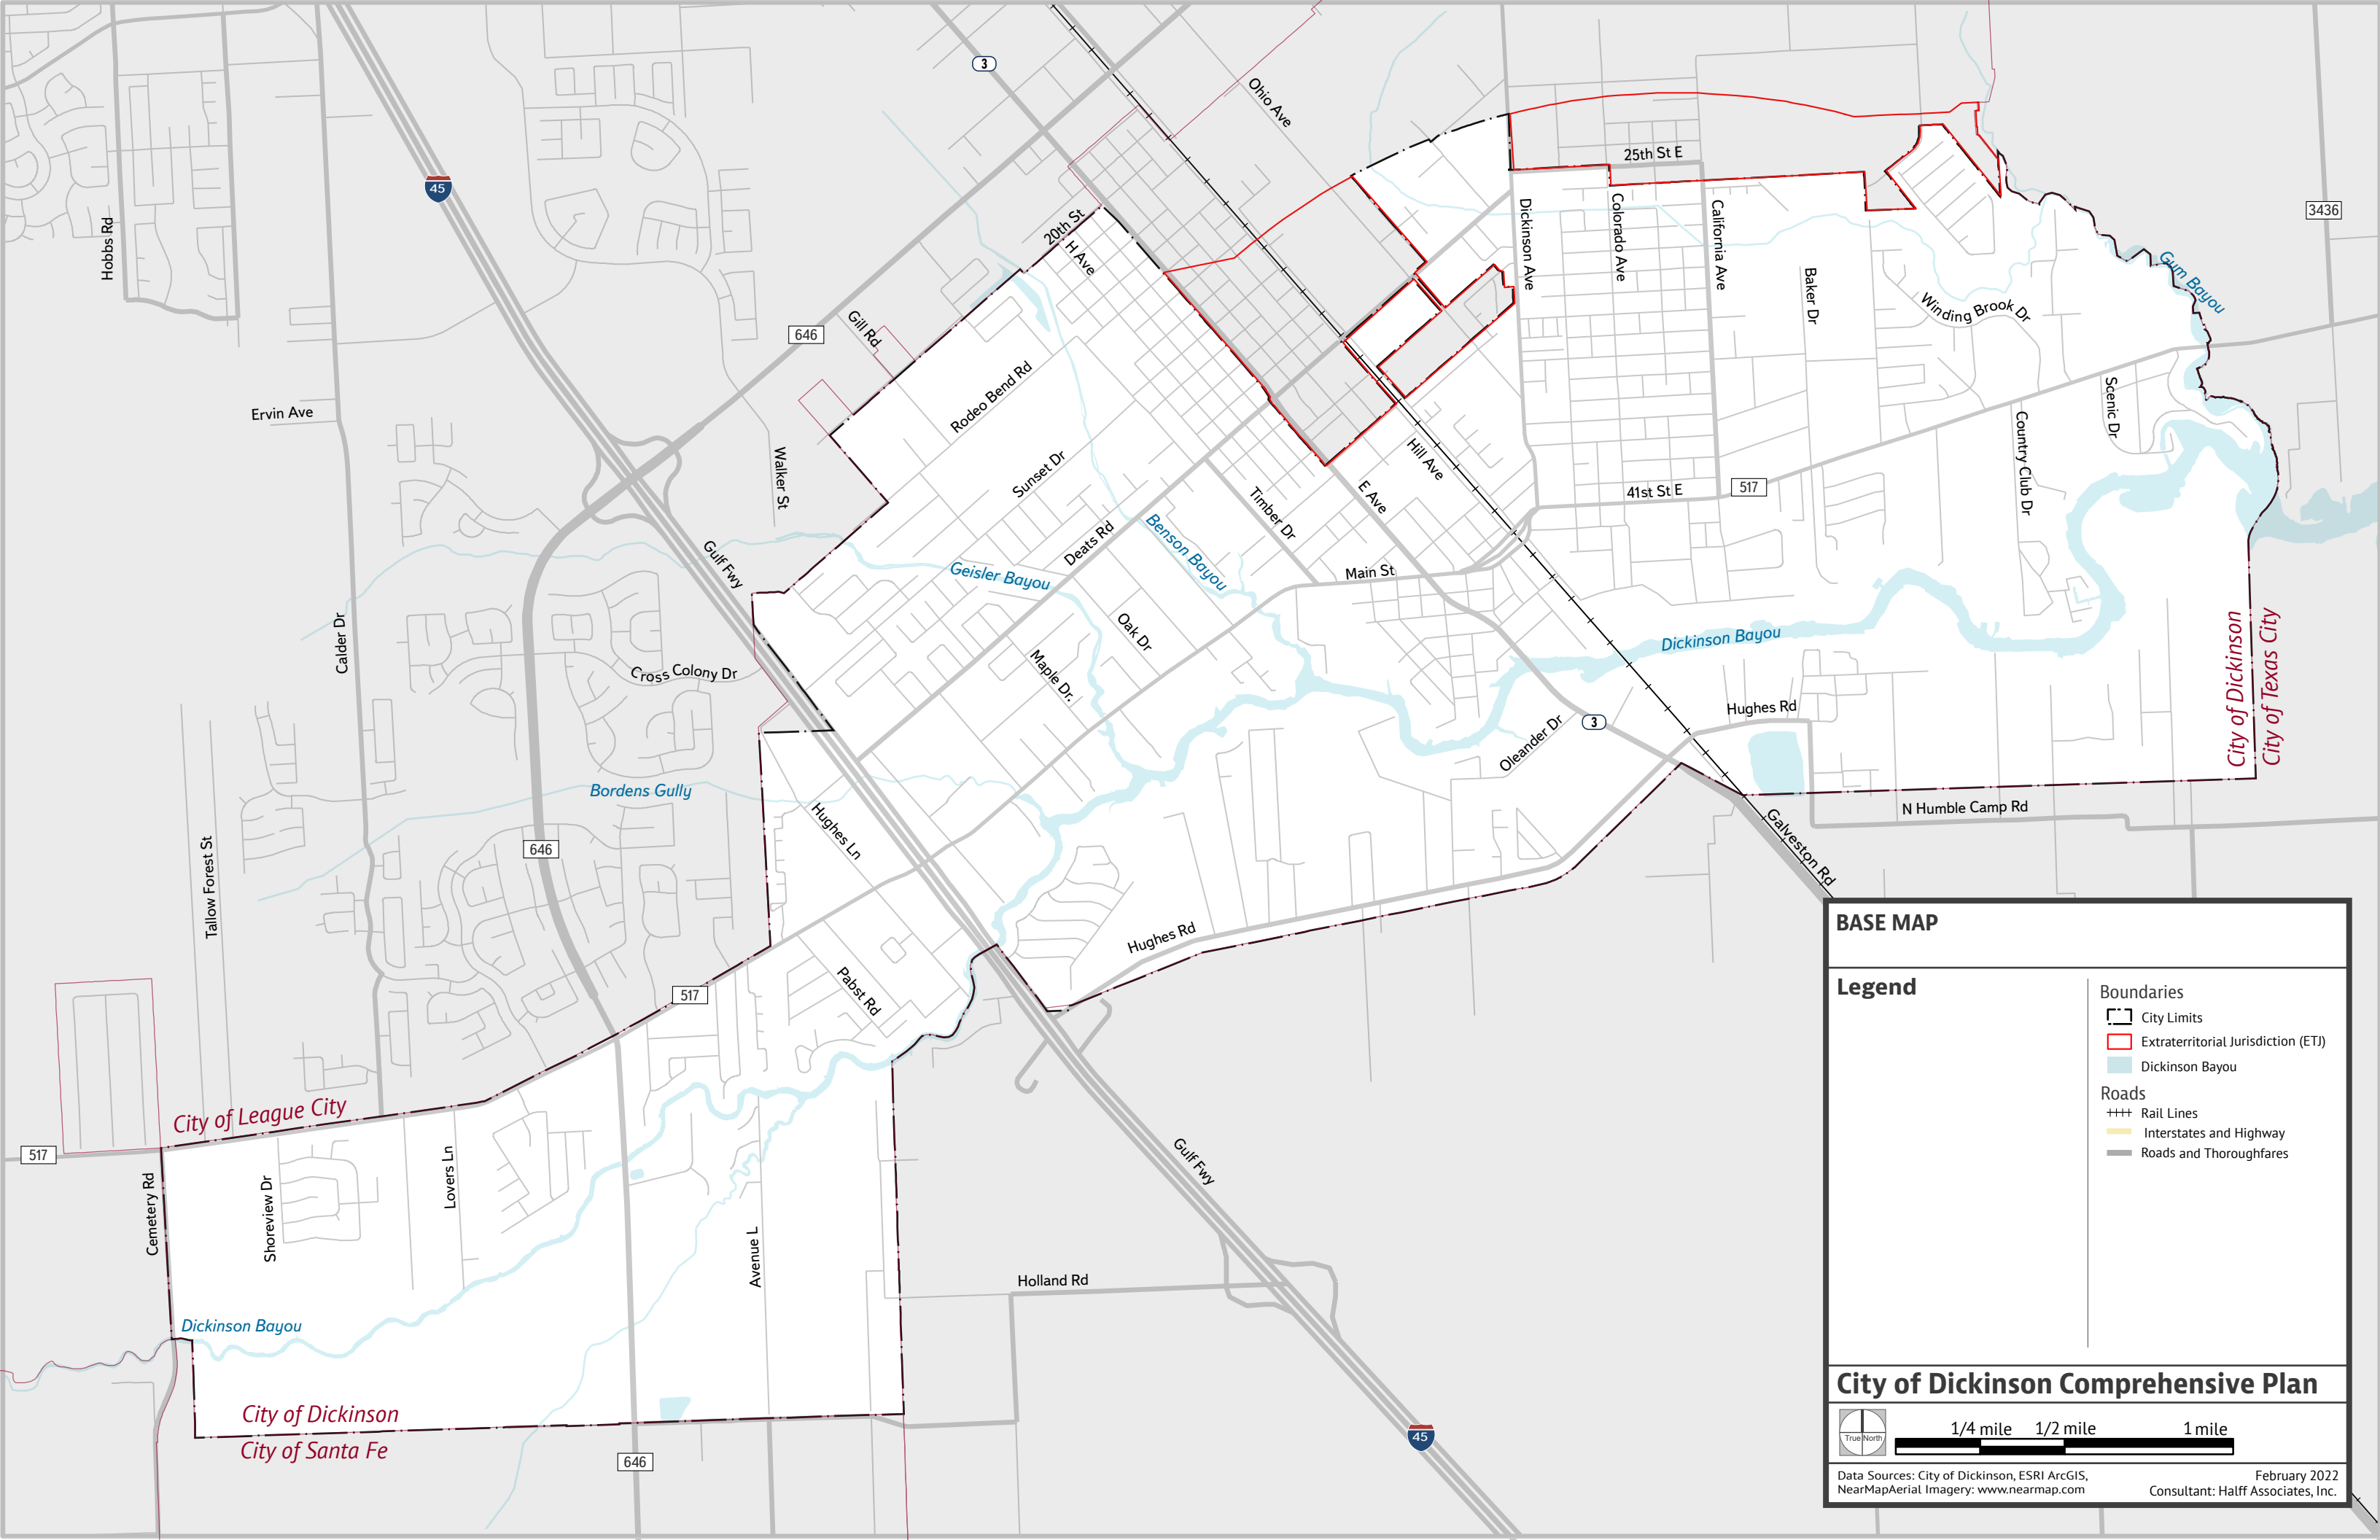 3
Ohio Ave
45
25th St E
Hobbs Rd
20th St
H Ave
Dickinson Ave
Colorado Ave
California Ave
3436
Gum Bayou
Baker Dr
Winding Brook Dr
Gill Rd
646
Rodeo Bend Rd
Ervin Ave
Scenic Dr
Country Club Dr
Walker St
Sunset Dr
Hill Ave
E Ave
41st St E
517
Timber Dr
Deats Rd
Benson Bayou
Gulf Fwy
Geisler Bayou
Main St
Calder Dr
Oak Dr
Dickinson Bayou
City of Dickinson
City of Texas City
Cross Colony Dr
Maple Dr.
Hughes Rd
3
Oleander Dr
Bordens Gully
N Humble Camp Rd
Hughes Ln
Galveston Rd
646
Tallow Forest St
Hughes Rd
Pabst Rd
517
City of League City
517
Gulf Fwy
Cemetery Rd
Shoreview Dr
Lovers Ln
Avenue L
Holland Rd
Dickinson Bayou
City of Dickinson
City of Santa Fe
646
45
BASE MAP
Legend
Boundaries
City Limits
Extraterritorial Jurisdiction (ETJ)
Dickinson Bayou
Roads
Rail Lines
Interstates and Highway
Roads and Thoroughfares
City of Dickinson Comprehensive Plan
True North
1/4 mile 1/2 mile 1 mile
Data Sources: City of Dickinson, ESRI ArcGIS,
NearMapAerial Imagery: www.nearmap.com
February 2022
Consultant: Halff Associates, Inc.